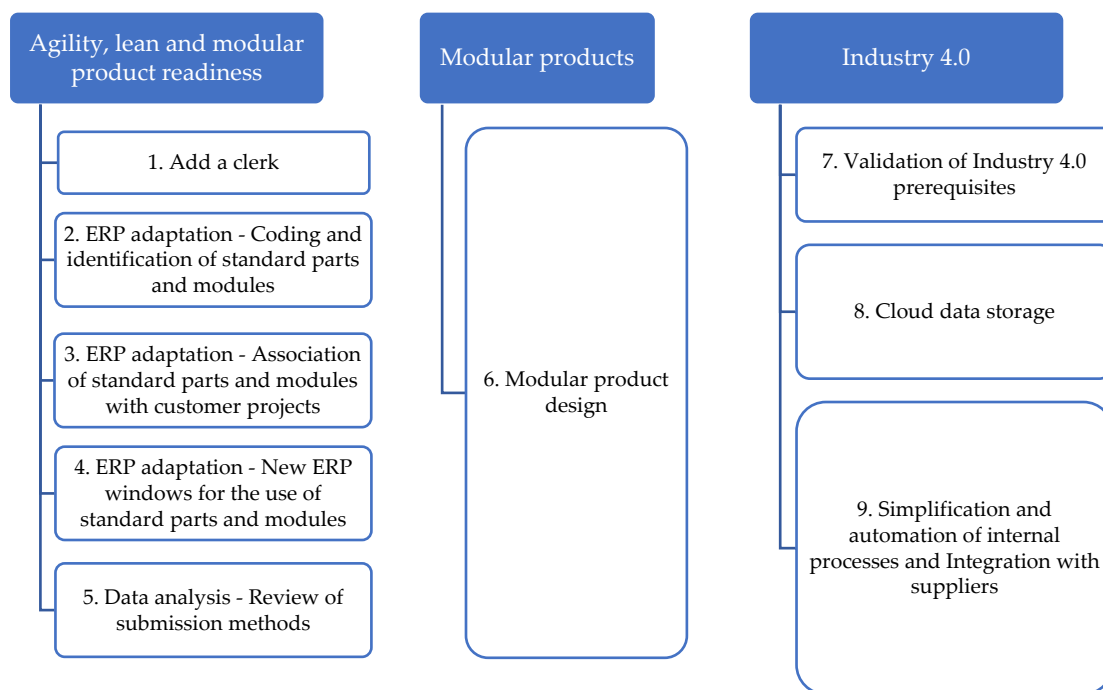 Agility, lean and modular
product readiness
1. Add a clerk
2. ERP adaptation - Coding and
identification of standard parts
and modules
3. ERP adaptation - Association
of standard parts and modules
with customer projects
4. ERP adaptation - New ERP
windows for the use of
standard parts and modules
5. Data analysis - Review of
submission methods
Modular products
6. Modular product
design
Industry 4.0
7. Validation of Industry 4.0
prerequisites
8. Cloud data storage
9. Simplification and
automation of internal
processes and Integration with
suppliers